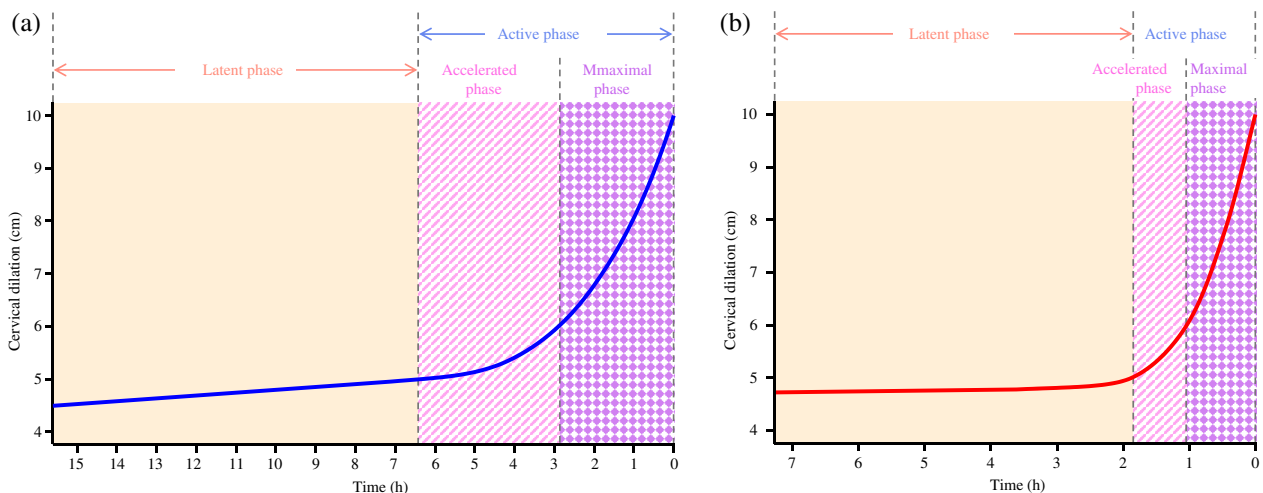 (a)
Active phase
Latent phase
Accelerated
phase
Mmaximal
phase
Cervical dilation (cm)
10
9
8
7
6
5
4
15 14 13 12 11 10 9 8 7 6 5 4 3 2 1 0
Time (h)
(b)
Latent phase
Active phase
Accelerated
phase
Maximal
phase
Cervical dilation (cm)
10
9
8
7
6
5
4
7 6 5 4 3 2 1 0
Time (h)